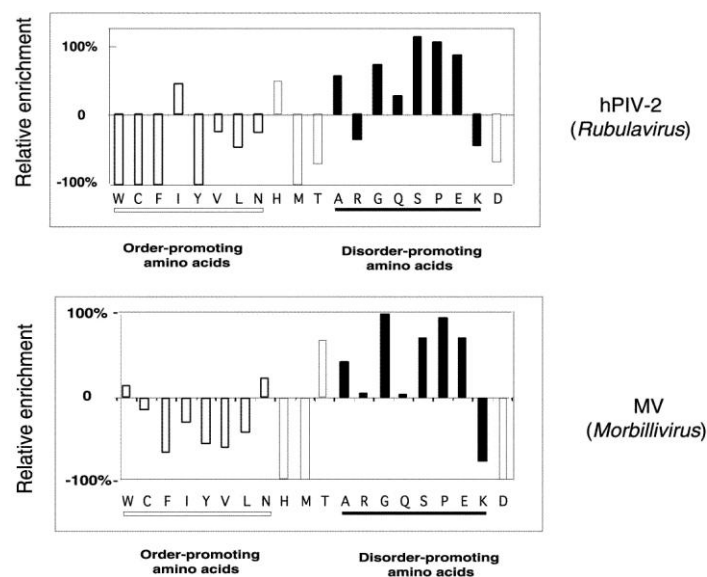 Relative enrichment
100%
0
-100%
W C F I Y V L N H M T A R G Q S P E K D
Order-promoting
amino acids
Disorder-promoting
amino acids
hPIV-2
(Rubulavirus)
Relative enrichment
100%
0
-100%
W C F I Y V L N H M T A R G Q S P E K D
Order-promoting
amino acids
Disorder-promoting
amino acids
MV
(Morbillivirus)